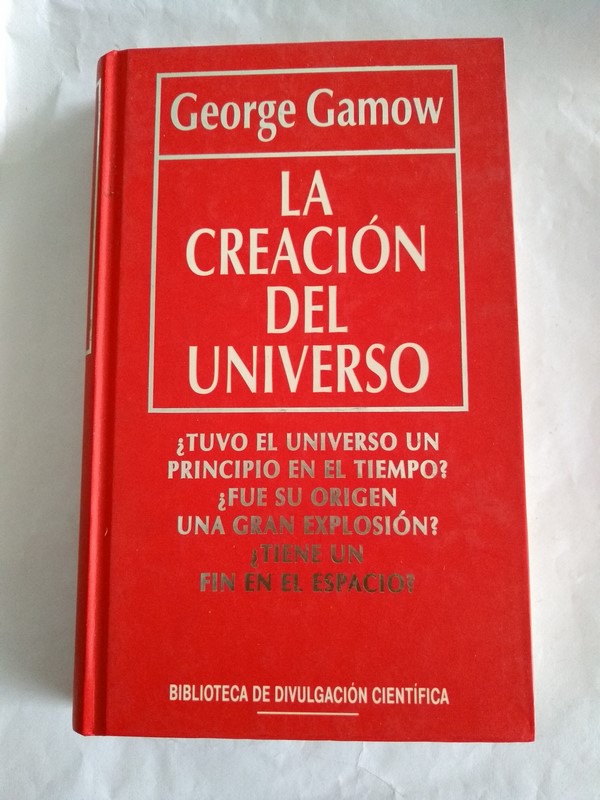 George Gamow
LA
CREACIÓN
DEL
UNIVERSO
¿TUVO EL UNIVERSO UN
PRINCIPIO EN EL TIEMPO?
¿FUE SU ORIGEN
UNA GRAN EXPLOSIÓN?
¿TIENE UN
FIN EN EL ESPACIO?
BIBLIOTECA DE DIVULGACIÓN CIENTÍFICA